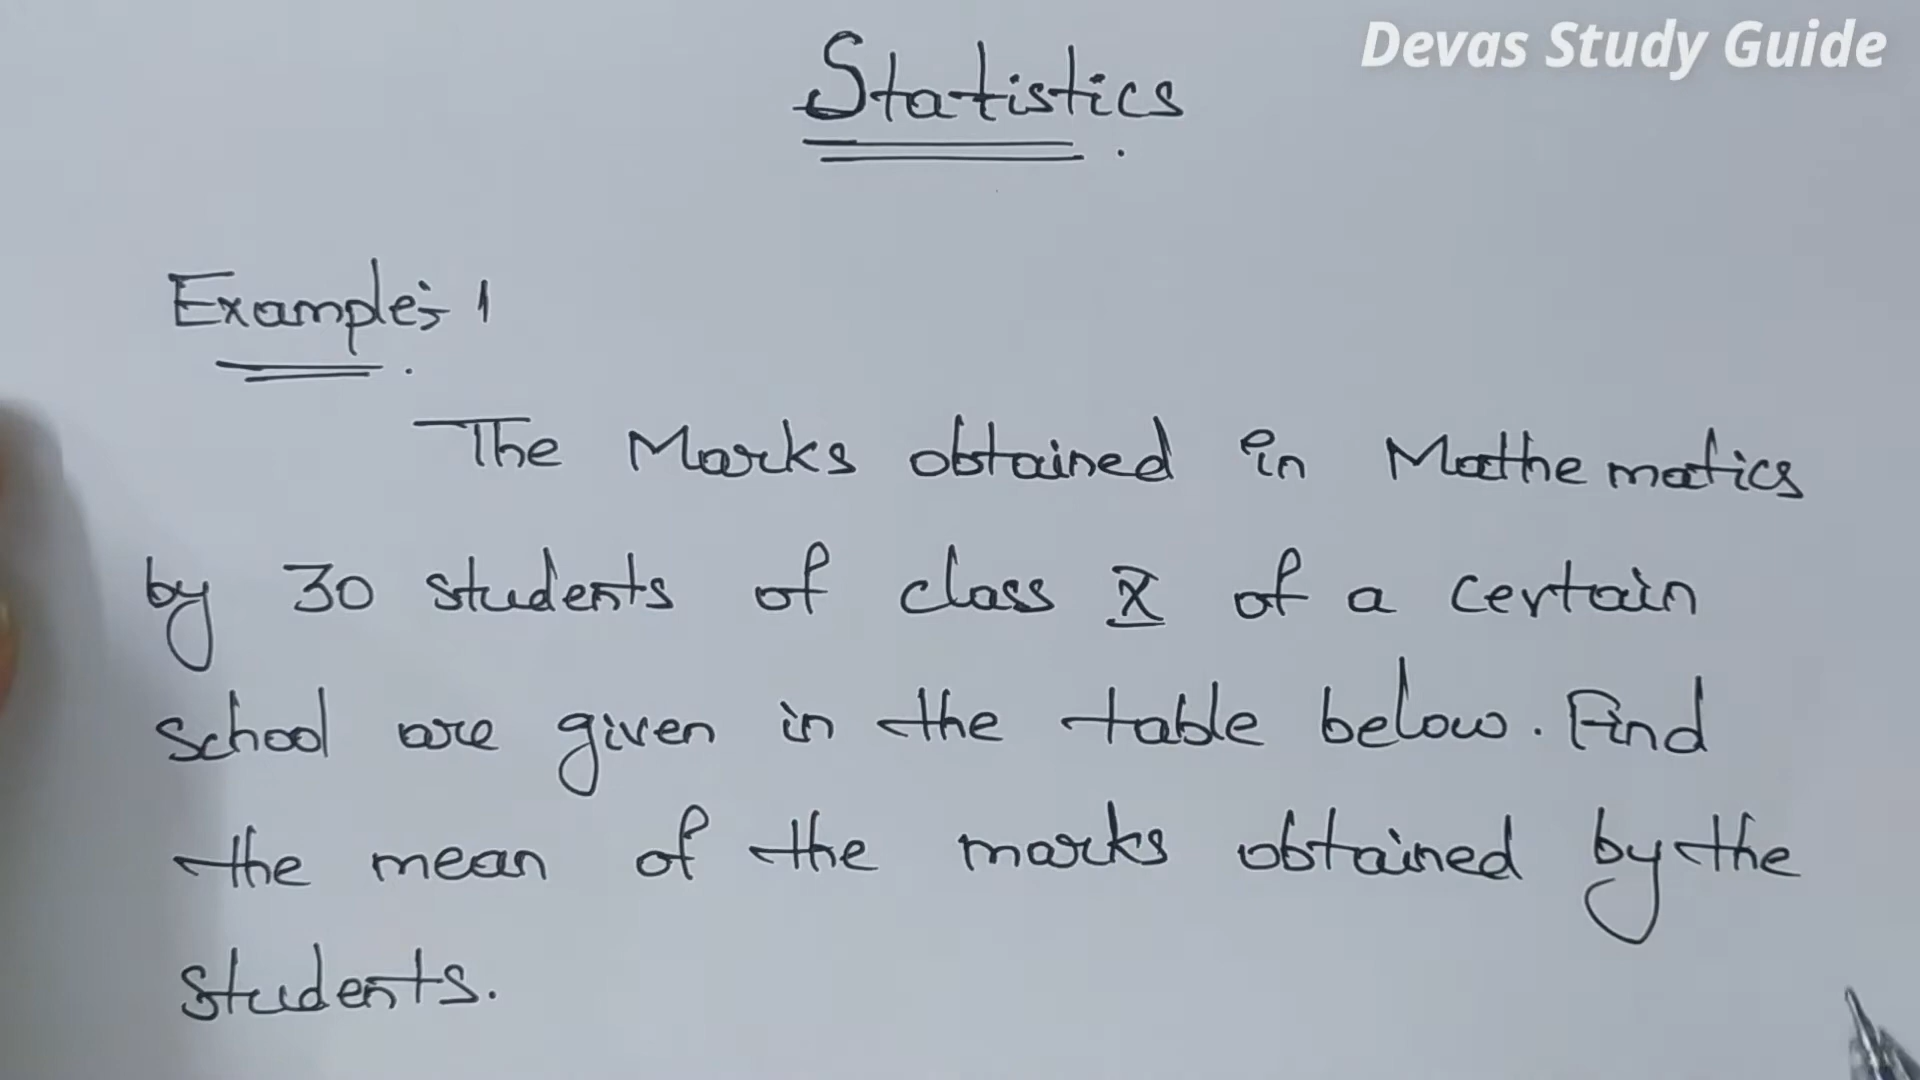 Devas Study Guide
Statistics
Example:- 1
The Marks obtained in Mathematics
by 30 students of class X of a certain
school are given in the table below. Find
the mean of the marks obtained by the
students.